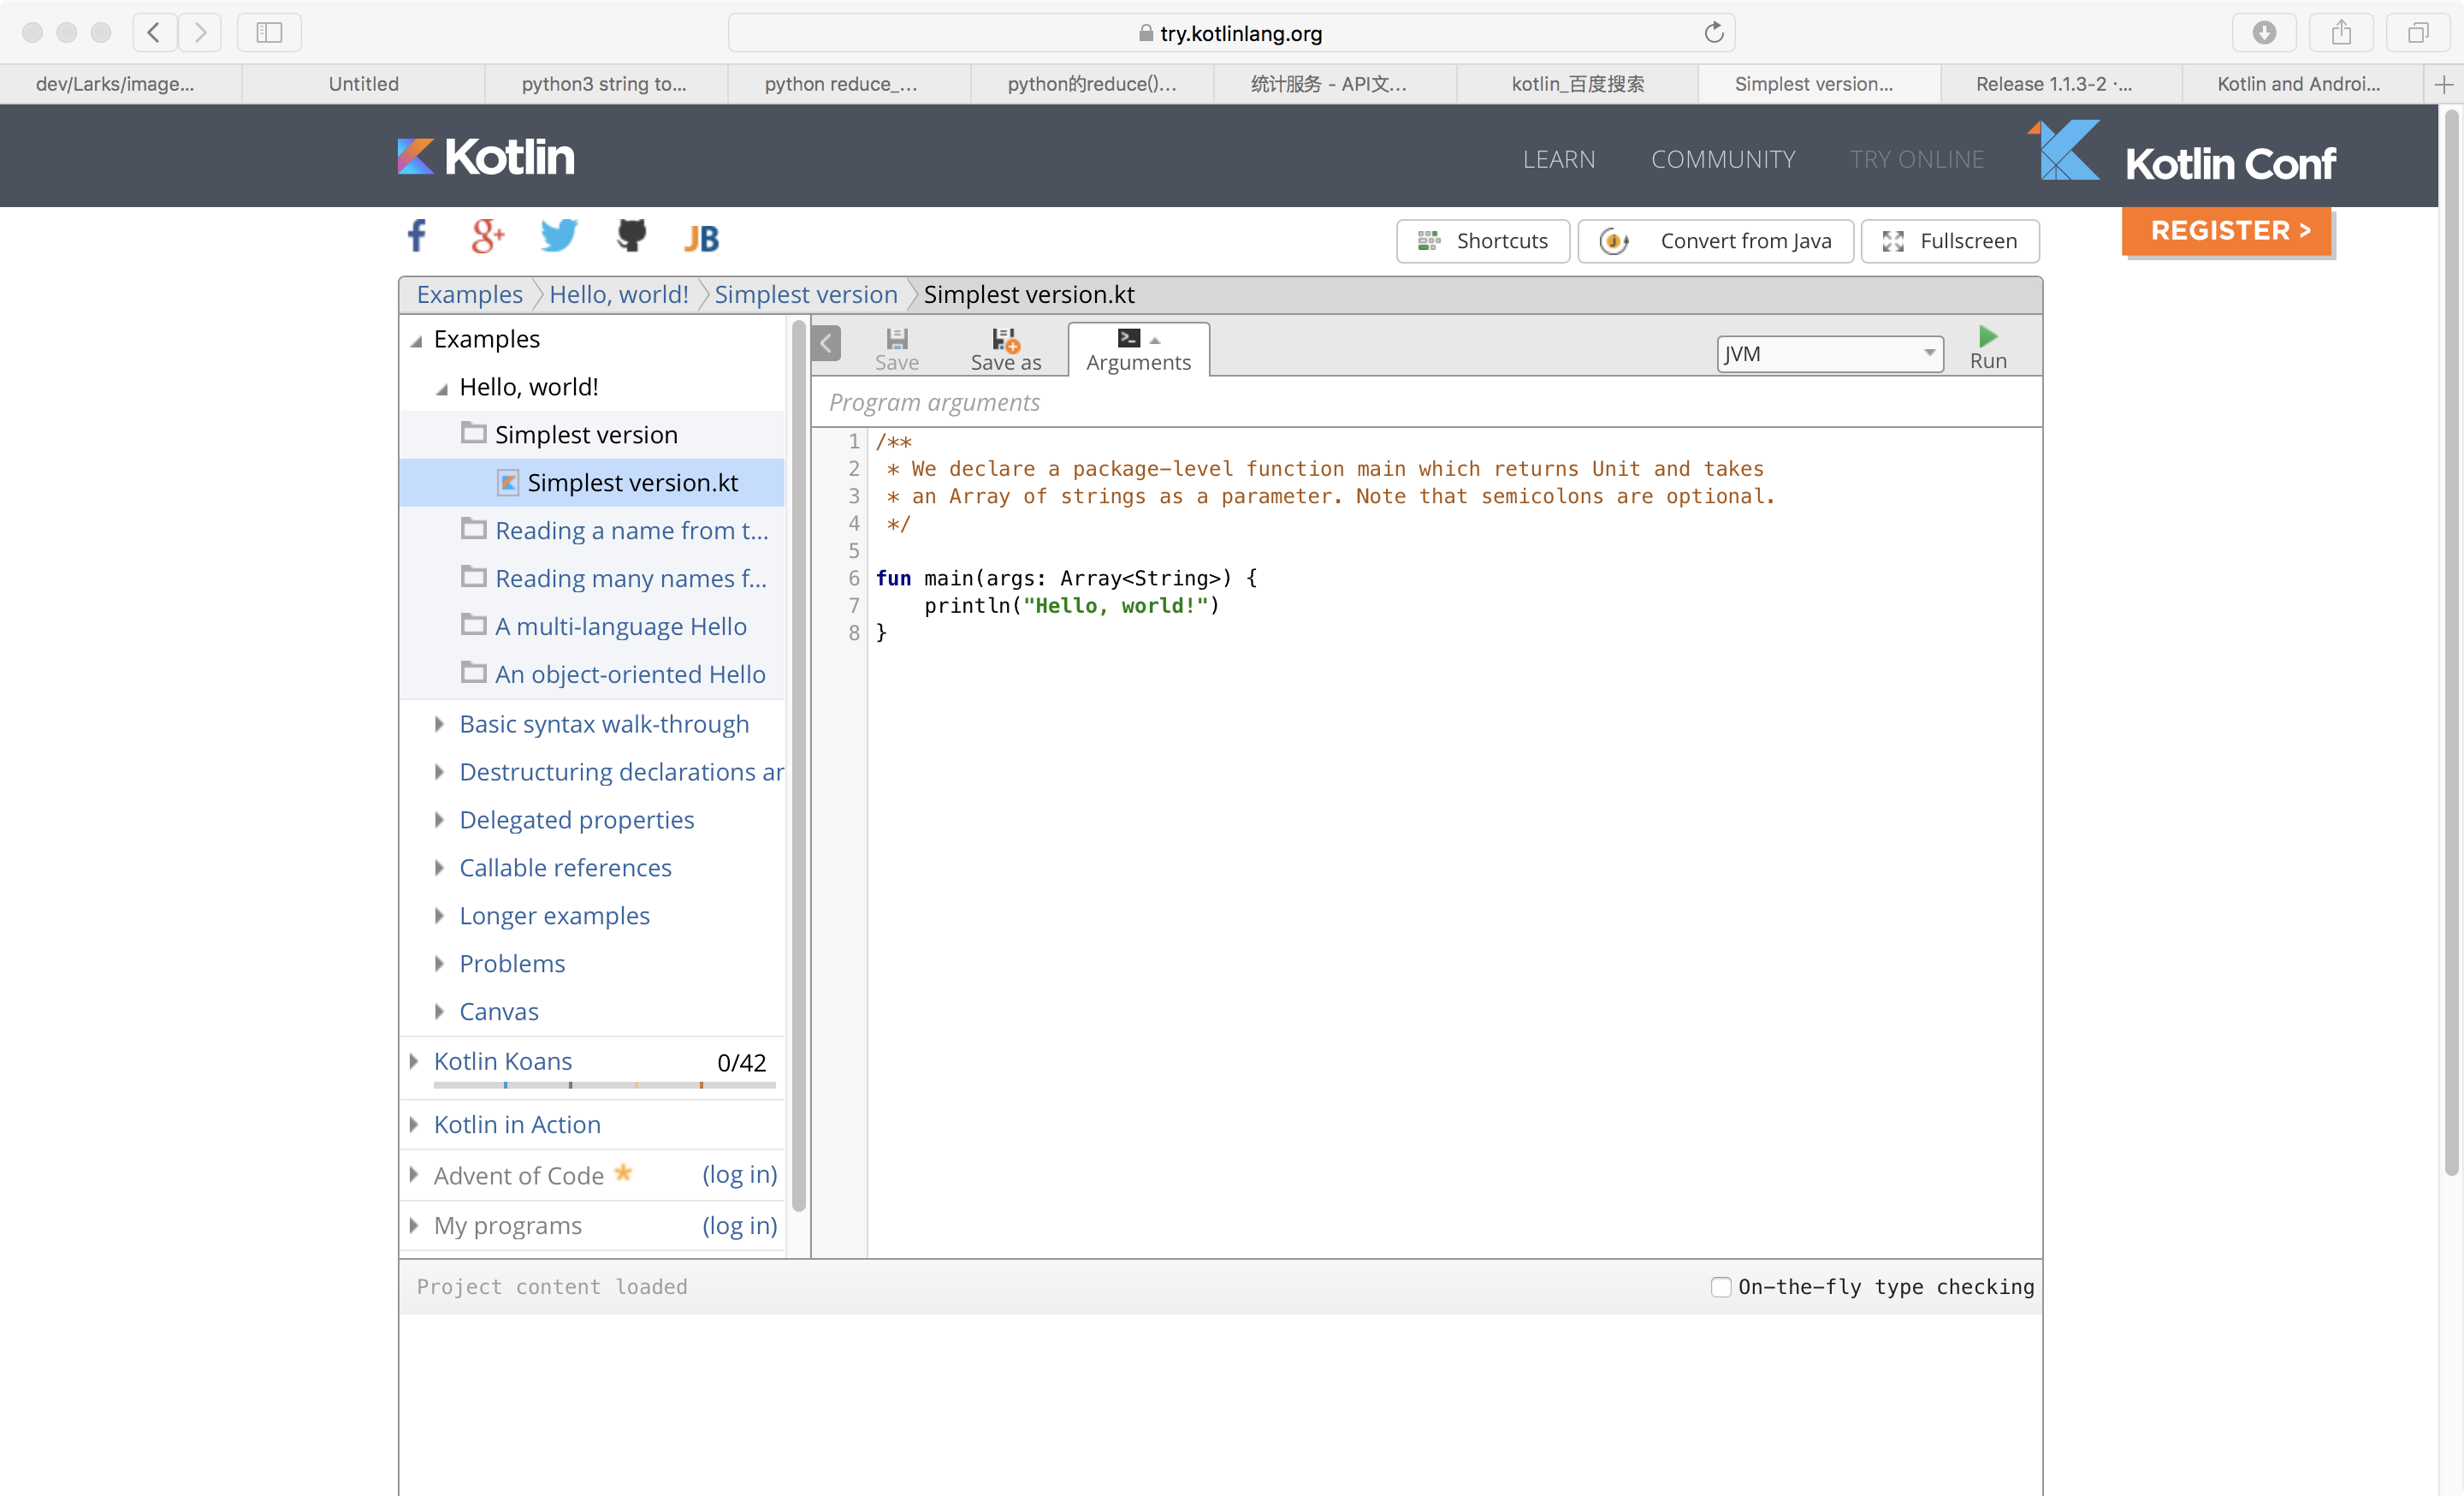 try.kotlinlang.org
dev/Larks/image...
Untitled
python3 string to...
python reduce_...
python的reduce()...
统计服务 - API文...
kotlin_百度搜索
Simplest version...
Release 1.1.3-2 ·...
Kotlin and Androi...
Kotlin
LEARN
COMMUNITY
TRY ONLINE
Kotlin Conf
REGISTER >
f
g+
JB
Shortcuts
Convert from Java
Fullscreen
Examples
Hello, world!
Simplest version
Simplest version.kt
Examples
Hello, world!
Simplest version
Simplest version.kt
Reading a name from t...
Reading many names f...
A multi-language Hello
An object-oriented Hello
Basic syntax walk-through
Destructuring declarations ar
Delegated properties
Callable references
Longer examples
Problems
Canvas
Kotlin Koans 0/42
Kotlin in Action
Advent of Code (log in)
My programs (log in)
Save
Save as
Arguments
JVM
Run
Program arguments
1 /**
2  * We declare a package-level function main which returns Unit and takes
3  * an Array of strings as a parameter. Note that semicolons are optional.
4  */
5
6 fun main(args: Array<String>) {
7     println("Hello, world!")
8 }
Project content loaded
On-the-fly type checking